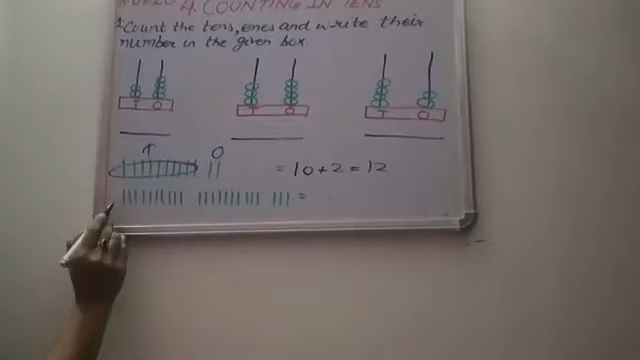 4. COUNTING IN TENS
1. Count the tens, ones and write their
number in the given box.
T O T O T O
T O
= 10 + 2 = 12
=